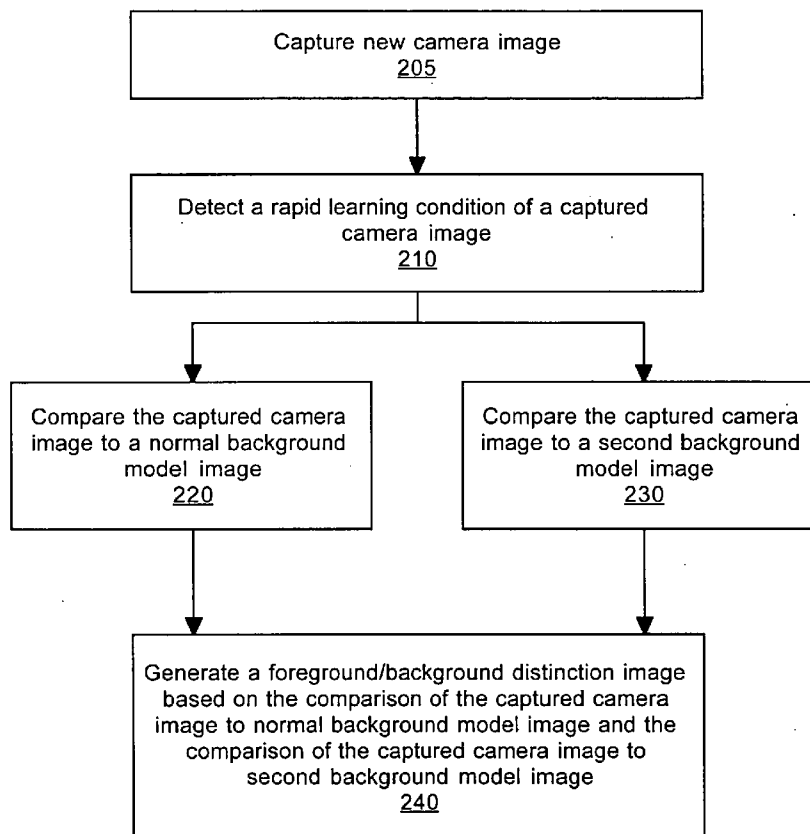 Capture new camera image
205
Detect a rapid learning condition of a captured
camera image
210
Compare the captured camera
image to a normal background
model image
220
Compare the captured camera
image to a second background
model image
230
Generate a foreground/background distinction image
based on the comparison of the captured camera
image to normal background model image and the
comparison of the captured camera image to
second background model image
240